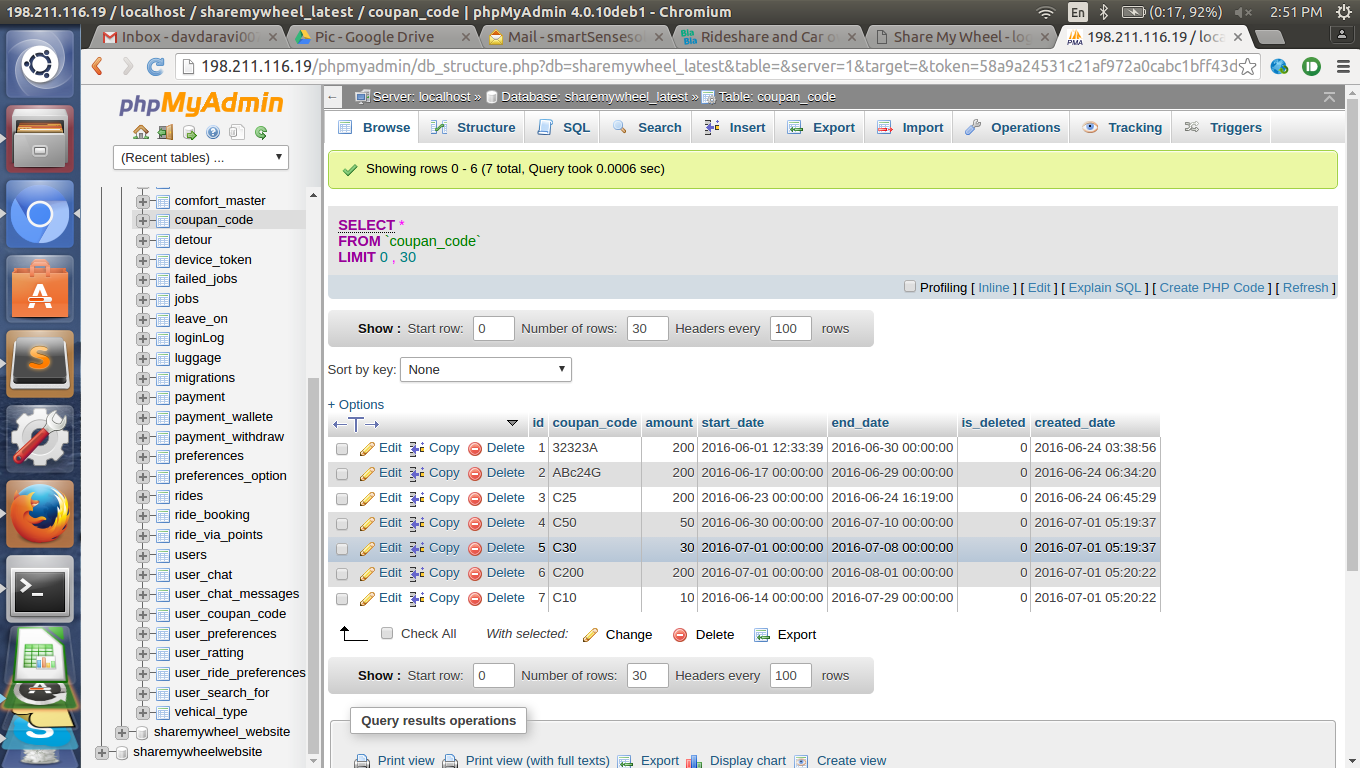 198.211.116.19 / localhost / sharemywheel_latest / coupan_code | phpMyAdmin 4.0.10deb1 - Chromium
En (0:17, 92%) 2:51 PM
Inbox - davdaravi00
Pic - Google Drive
Mail - smartSenseso
Rideshare and Car o
Share My Wheel - lo
198.211.116.19 / loca
198.211.116.19/phpmyadmin/db_structure.php?db=sharemywheel_latest&table=&server=1&target=&token=58a9a24531c21af972a0cabc1bff43d
phpMyAdmin
(Recent tables) ...
comfort_master
coupan_code
detour
device_token
failed_jobs
jobs
leave_on
loginLog
luggage
migrations
payment
payment_wallete
payment_withdraw
preferences
preferences_option
rides
ride_booking
ride_via_points
users
user_chat
user_chat_messages
user_coupan_code
user_preferences
user_ratting
user_ride_preferences
user_search_for
vehical_type
sharemywheel_website
sharemywheelwebsite
Server: localhost » Database: sharemywheel_latest » Table: coupan_code
Browse Structure SQL Search Insert Export Import Operations Tracking Triggers
Showing rows 0 - 6 (7 total, Query took 0.0006 sec)
SELECT *
FROM `coupan_code`
LIMIT 0 , 30
Profiling [ Inline ] [ Edit ] [ Explain SQL ] [ Create PHP Code ] [ Refresh ]
Show : Start row: 0 Number of rows: 30 Headers every 100 rows
Sort by key: None
+ Options
←T→ id coupan_code amount start_date end_date is_deleted created_date
Edit Copy Delete 1 32323A 200 2016-06-01 12:33:39 2016-06-30 00:00:00 0 2016-06-24 03:38:56
Edit Copy Delete 2 ABc24G 200 2016-06-17 00:00:00 2016-06-29 00:00:00 0 2016-06-24 06:34:20
Edit Copy Delete 3 C25 200 2016-06-23 00:00:00 2016-06-24 16:19:00 0 2016-06-24 06:45:29
Edit Copy Delete 4 C50 50 2016-06-30 00:00:00 2016-07-10 00:00:00 0 2016-07-01 05:19:37
Edit Copy Delete 5 C30 30 2016-07-01 00:00:00 2016-07-08 00:00:00 0 2016-07-01 05:19:37
Edit Copy Delete 6 C200 200 2016-07-01 00:00:00 2016-08-01 00:00:00 0 2016-07-01 05:20:22
Edit Copy Delete 7 C10 10 2016-06-14 00:00:00 2016-07-29 00:00:00 0 2016-07-01 05:20:22
Check All With selected: Change Delete Export
Show : Start row: 0 Number of rows: 30 Headers every 100 rows
Query results operations
Print view Print view (with full texts) Export Display chart Create view